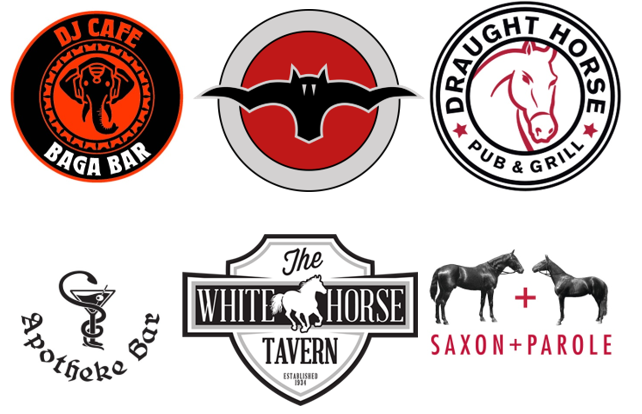 DJ CAFE
BAGA BAR
DRAUGHT HORSE
PUB & GRILL
Apotheke Bar
The
WHITE HORSE
TAVERN
ESTABLISHED
1934
+
SAXON+PAROLE